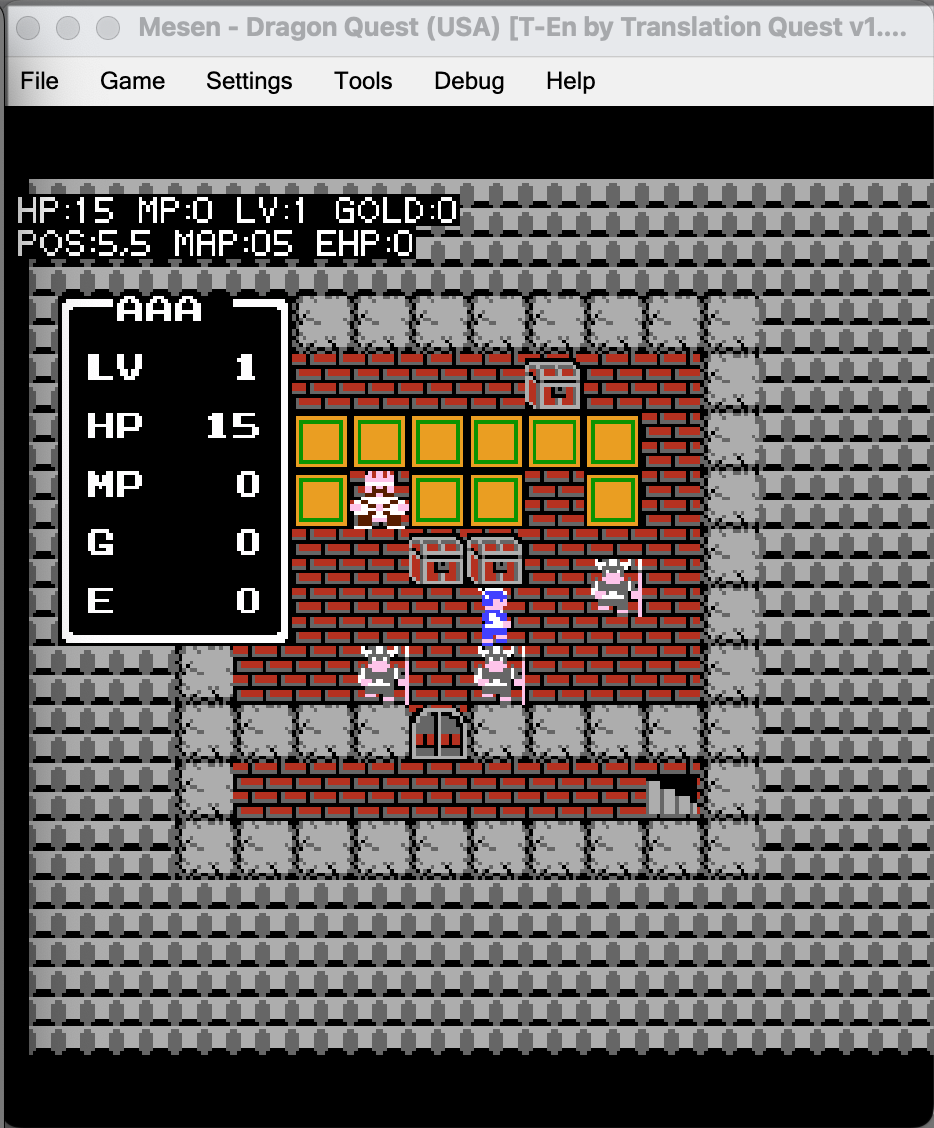 Mesen - Dragon Quest (USA) [T-En by Translation Quest v1....
File Game Settings Tools Debug Help
HP:15 MP:0 LV:1 GOLD:0
POS:5,5 MAP:05 EHP:0
AAA
LV 1
HP 15
MP 0
G 0
E 0